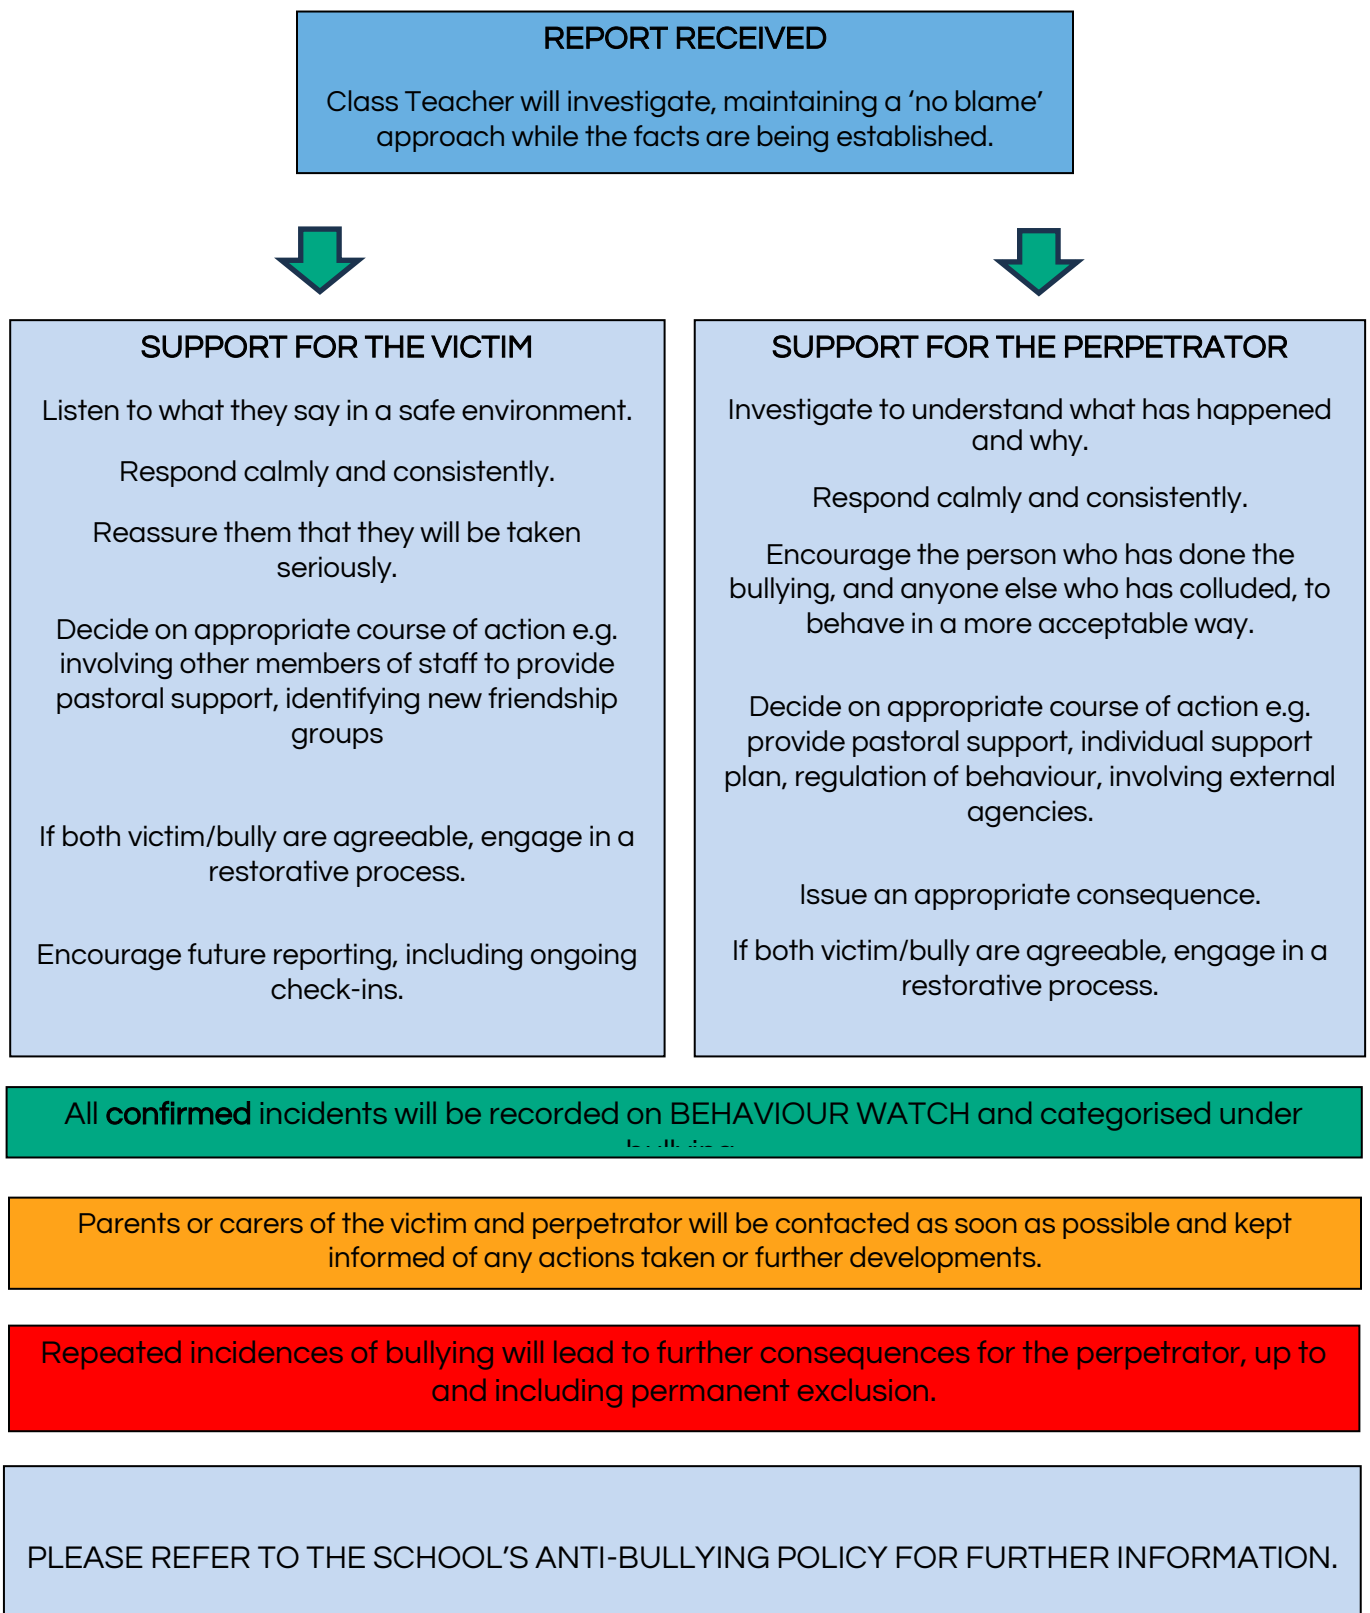 REPORT RECEIVED
Class Teacher will investigate, maintaining a ‘no blame’
approach while the facts are being established.
SUPPORT FOR THE VICTIM
Listen to what they say in a safe environment.
Respond calmly and consistently.
Reassure them that they will be taken
seriously.
Decide on appropriate course of action e.g.
involving other members of staff to provide
pastoral support, identifying new friendship
groups
If both victim/bully are agreeable, engage in a
restorative process.
Encourage future reporting, including ongoing
check-ins.
SUPPORT FOR THE PERPETRATOR
Investigate to understand what has happened
and why.
Respond calmly and consistently.
Encourage the person who has done the
bullying, and anyone else who has colluded, to
behave in a more acceptable way.
Decide on appropriate course of action e.g.
provide pastoral support, individual support
plan, regulation of behaviour, involving external
agencies.
Issue an appropriate consequence.
If both victim/bully are agreeable, engage in a
restorative process.
All confirmed incidents will be recorded on BEHAVIOUR WATCH and categorised under
Parents or carers of the victim and perpetrator will be contacted as soon as possible and kept
informed of any actions taken or further developments.
Repeated incidences of bullying will lead to further consequences for the perpetrator, up to
and including permanent exclusion.
PLEASE REFER TO THE SCHOOL’S ANTI-BULLYING POLICY FOR FURTHER INFORMATION.